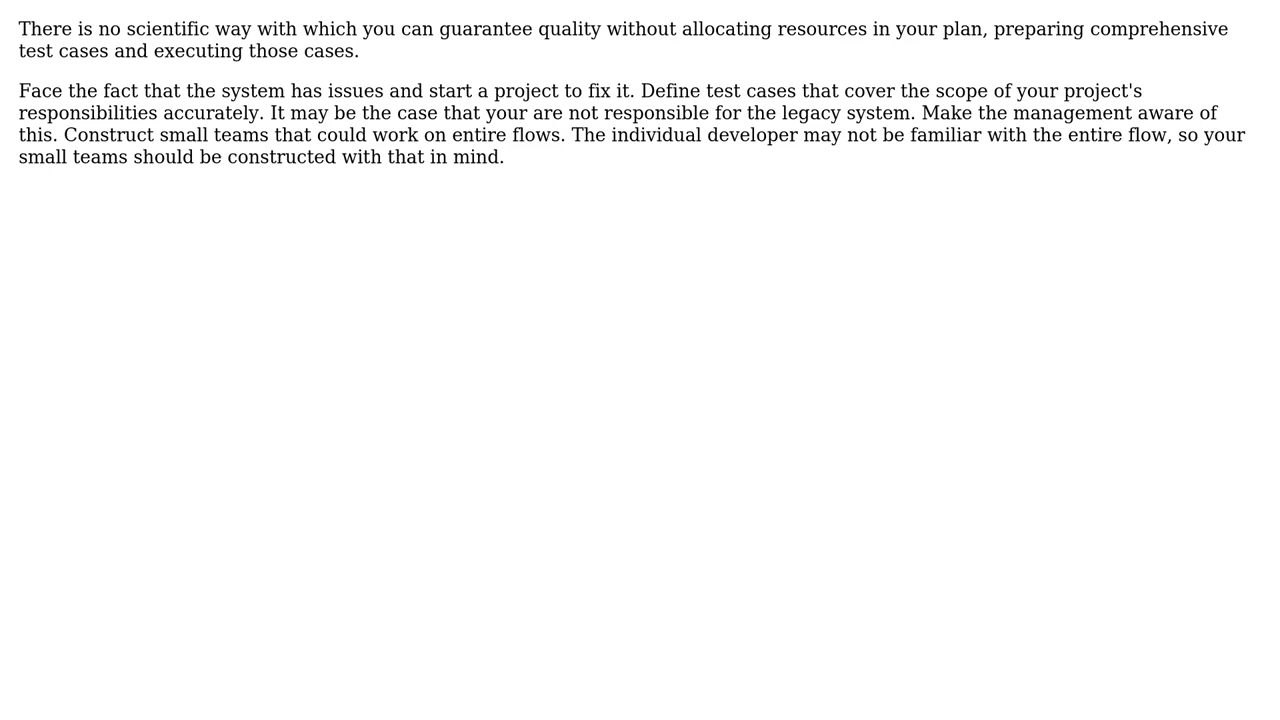 There is no scientific way with which you can guarantee quality without allocating resources in your plan, preparing comprehensive
test cases and executing those cases.
Face the fact that the system has issues and start a project to fix it. Define test cases that cover the scope of your project's
responsibilities accurately. It may be the case that your are not responsible for the legacy system. Make the management aware of
this. Construct small teams that could work on entire flows. The individual developer may not be familiar with the entire flow, so your
small teams should be constructed with that in mind.